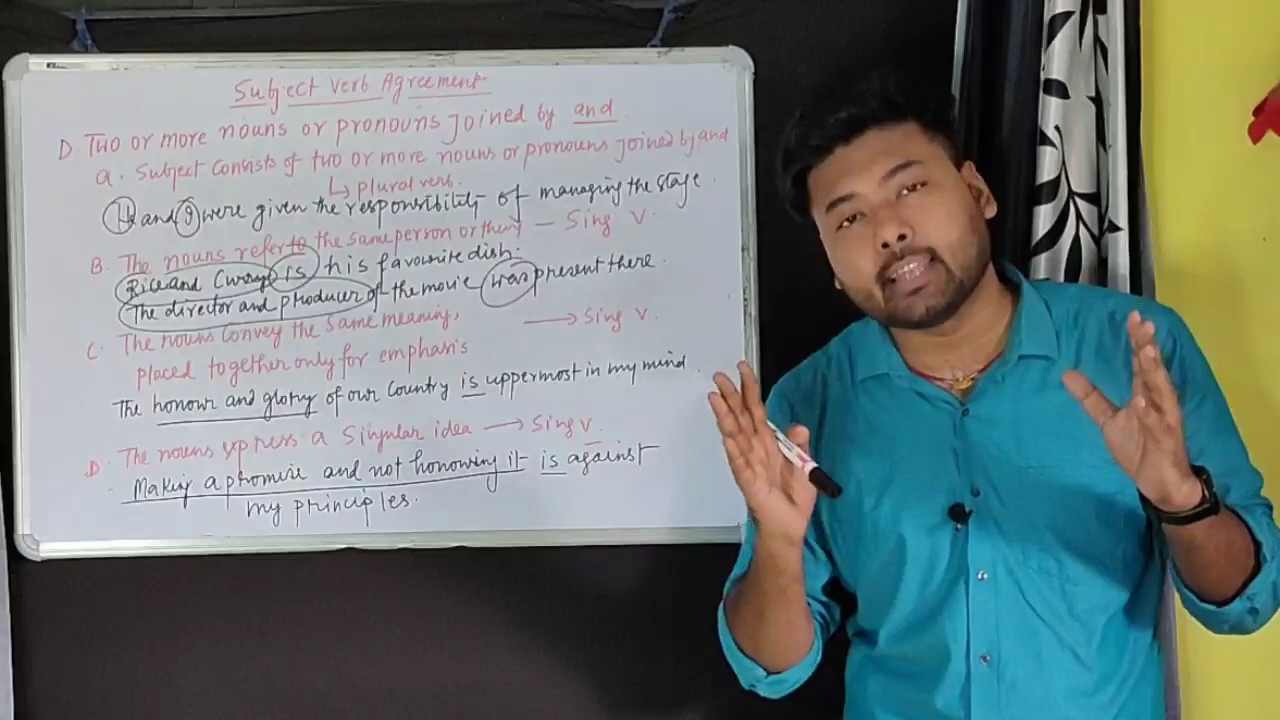 Subject Verb Agreement
D. Two or more nouns or pronouns joined by and
a. Subject consists of two or more nouns or pronouns joined by and
↳ plural verb.
and I were given the responsibility of managing the stage.
B. The nouns refer to the same person or — Sing V.
Rice and Curry is his favourite dish.
The director and producer of the movie was present there.
C. The nouns convey the same meaning, → Sing V.
placed together only for emphasis
The honour and glory of our country is uppermost in my mind.
D. The nouns express a Singular idea → Sing V.
Making a promise and not honowing it is against
my principles.